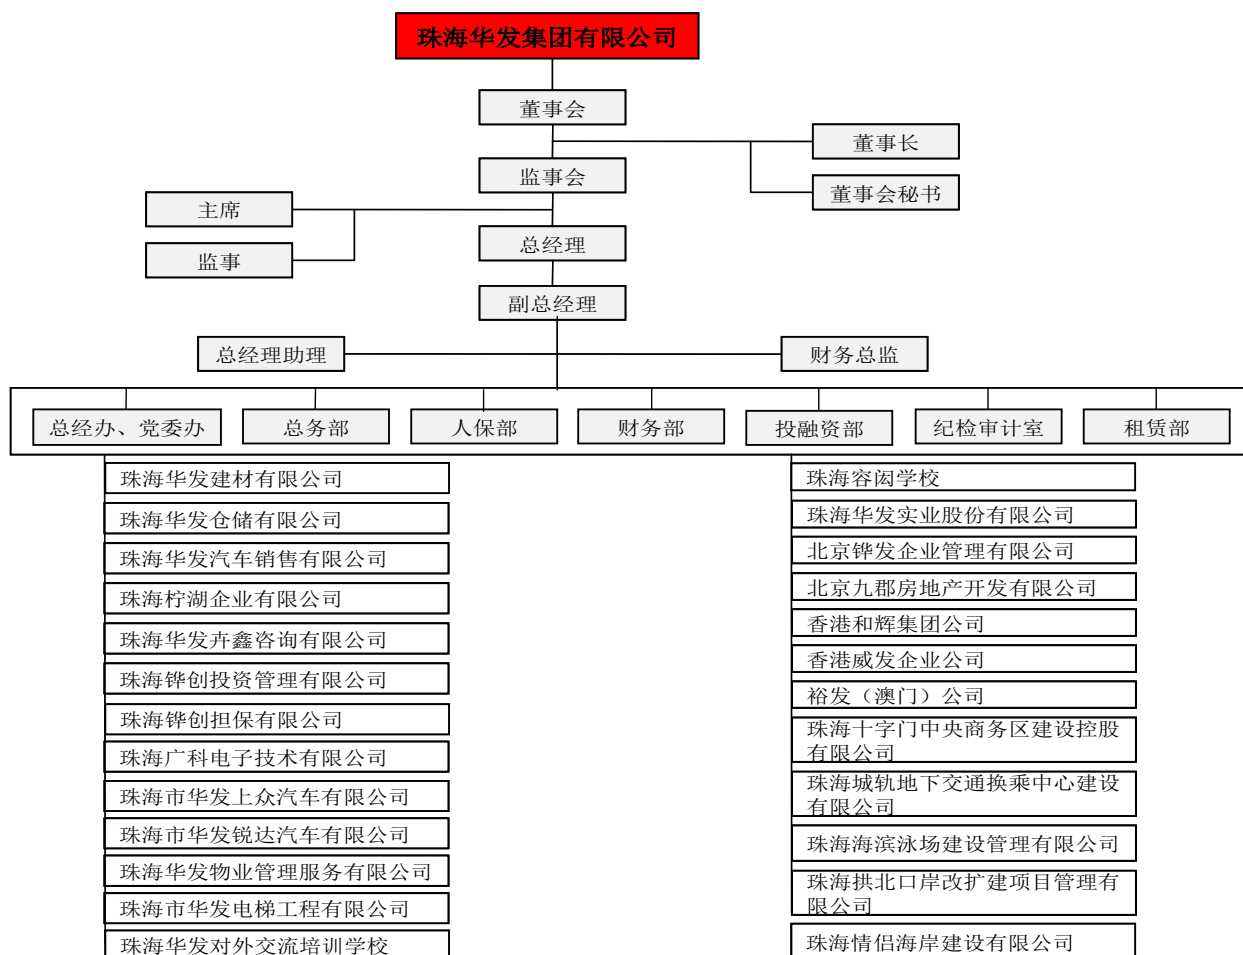 珠海华发集团有限公司
董事会
董事长
监事会
董事会秘书
主席
总经理
监事
副总经理
总经理助理
财务总监
总经办、党委办
总务部
人保部
财务部
投融资部
纪检审计室
租赁部
珠海华发建材有限公司
珠海华发仓储有限公司
珠海华发汽车销售有限公司
珠海柠湖企业有限公司
珠海华发卉鑫咨询有限公司
珠海铧创投资管理有限公司
珠海铧创担保有限公司
珠海广科电子技术有限公司
珠海市华发上众汽车有限公司
珠海市华发锐达汽车有限公司
珠海华发物业管理服务有限公司
珠海市华发电梯工程有限公司
珠海华发对外交流培训学校
珠海容闳学校
珠海华发实业股份有限公司
北京铧发企业管理有限公司
北京九郡房地产开发有限公司
香港和辉集团公司
香港威发企业公司
裕发（澳门）公司
珠海十字门中央商务区建设控股
有限公司
珠海城轨地下交通换乘中心建设
有限公司
珠海海滨泳场建设管理有限公司
珠海拱北口岸改扩建项目管理有
限公司
珠海情侣海岸建设有限公司